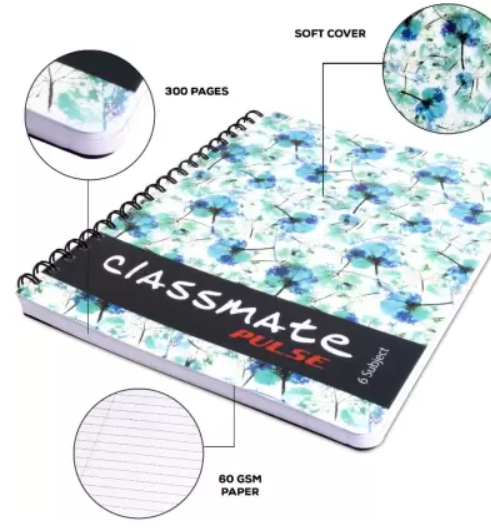 SOFT COVER
300 PAGES
CLASSMATE
PULSE
6 Subject
60 GSM
PAPER